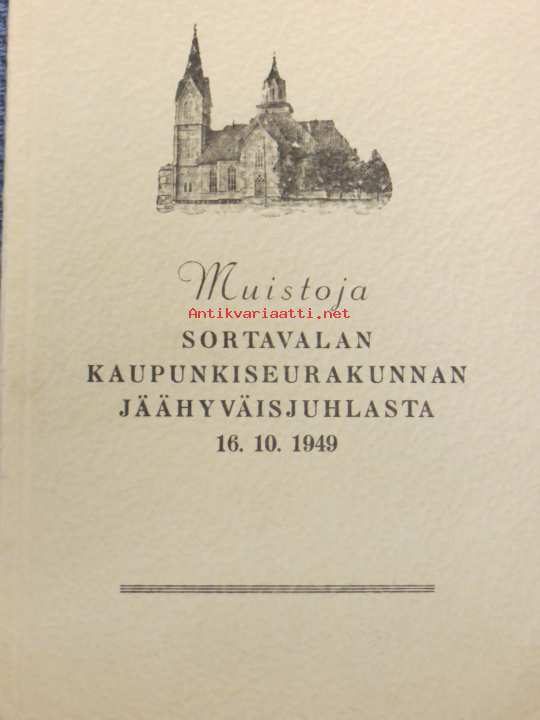 Muistoja
Antikvariaatti.net
SORTAVALAN
KAUPUNKISEURAKUNNAN
JÄÄHYVÄISJUHLASTA
16. 10. 1949